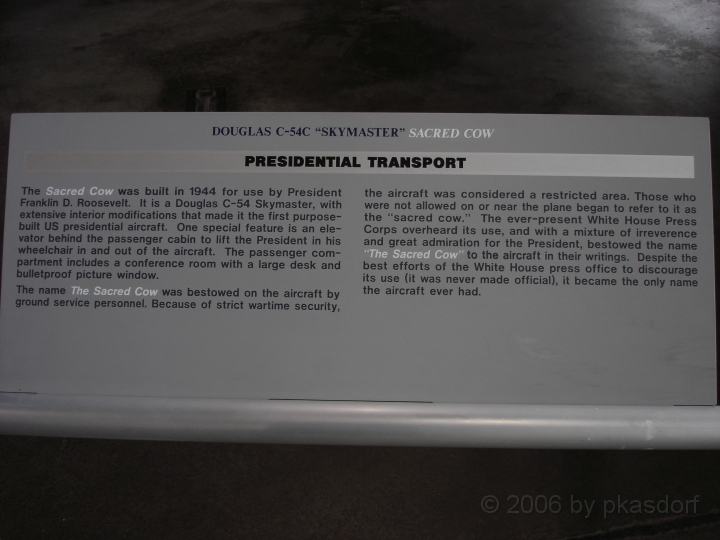 DOUGLAS C-54C "SKYMASTER" SACRED COW
PRESIDENTIAL TRANSPORT
The Sacred Cow was built in 1944 for use by President
Franklin D. Roosevelt. It is a Douglas C-54 Skymaster, with
extensive interior modifications that made it the first purpose-
built US presidential aircraft. One special feature is an ele-
vator behind the passenger cabin to lift the President in his
wheelchair in and out of the aircraft. The passenger com-
partment includes a conference room with a large desk and
bulletproof picture window.
The name The Sacred Cow was bestowed on the aircraft by
ground service personnel. Because of strict wartime security,
the aircraft was considered a restricted area. Those who
were not allowed on or near the plane began to refer to it as
the "sacred cow." The ever-present White House Press
Corps overheard its use, and with a mixture of irreverence
and great admiration for the President, bestowed the name
"The Sacred Cow" to the aircraft in their writings. Despite the
best efforts of the White House press office to discourage
its use (it was never made official), it became the only name
the aircraft ever had.
© 2006 by pkasdorf